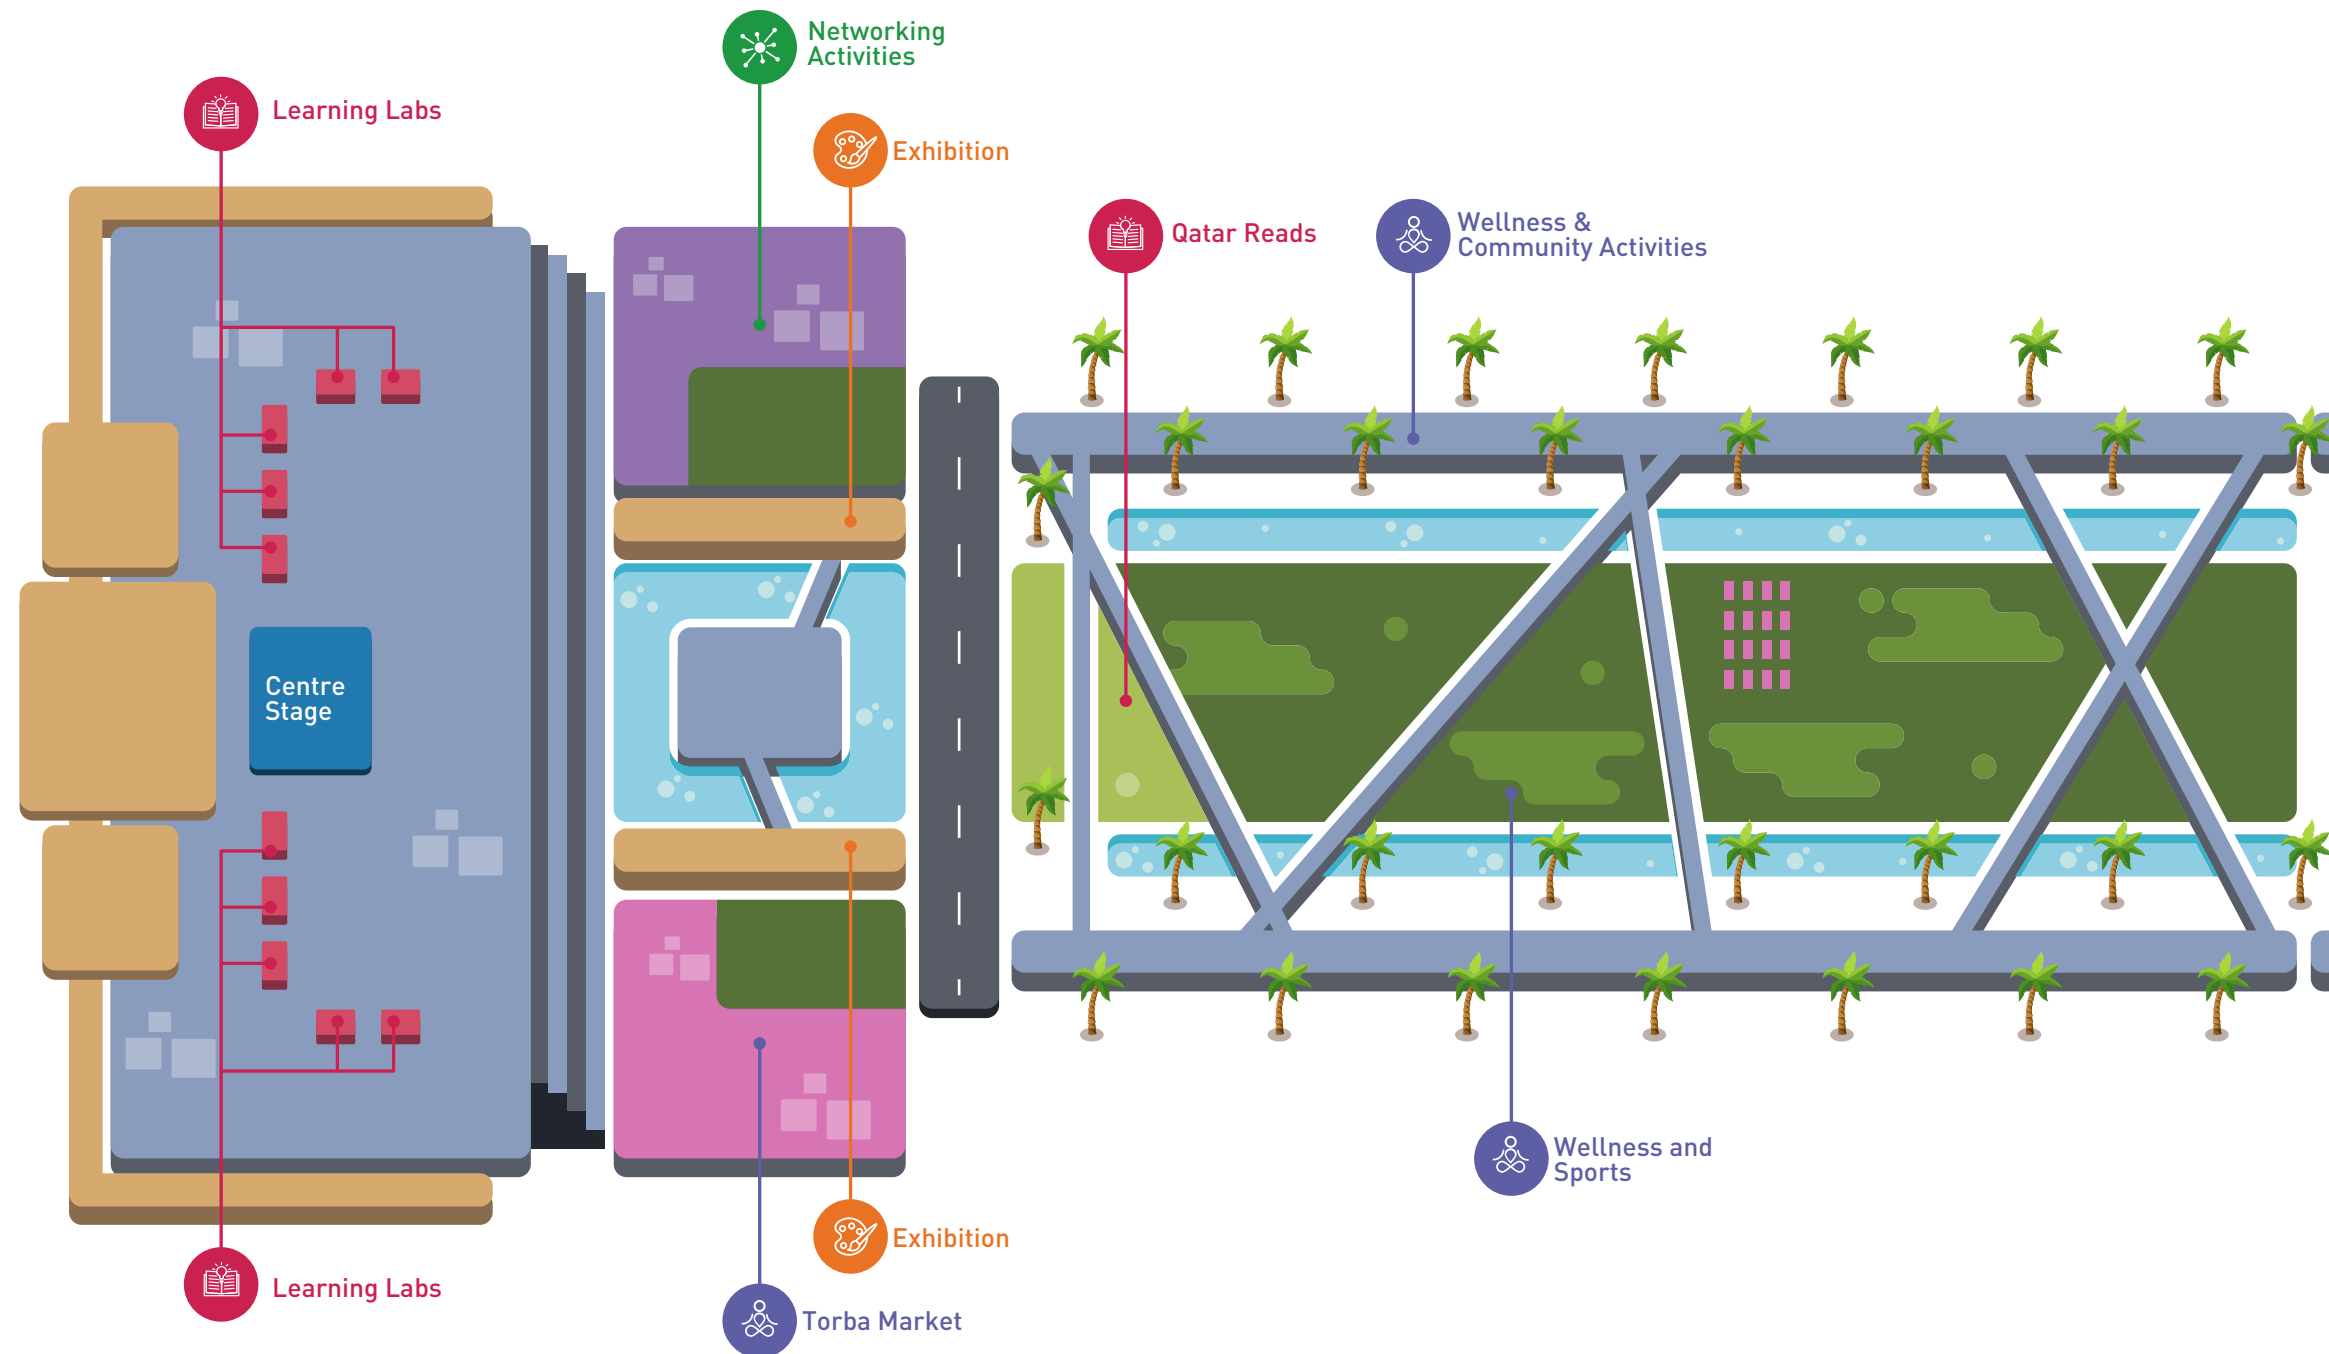 Networking
Activities
Learning Labs
Exhibition
Qatar Reads
Wellness &
Community Activities
Centre
Stage
Wellness and
Sports
Exhibition
Learning Labs
Torba Market